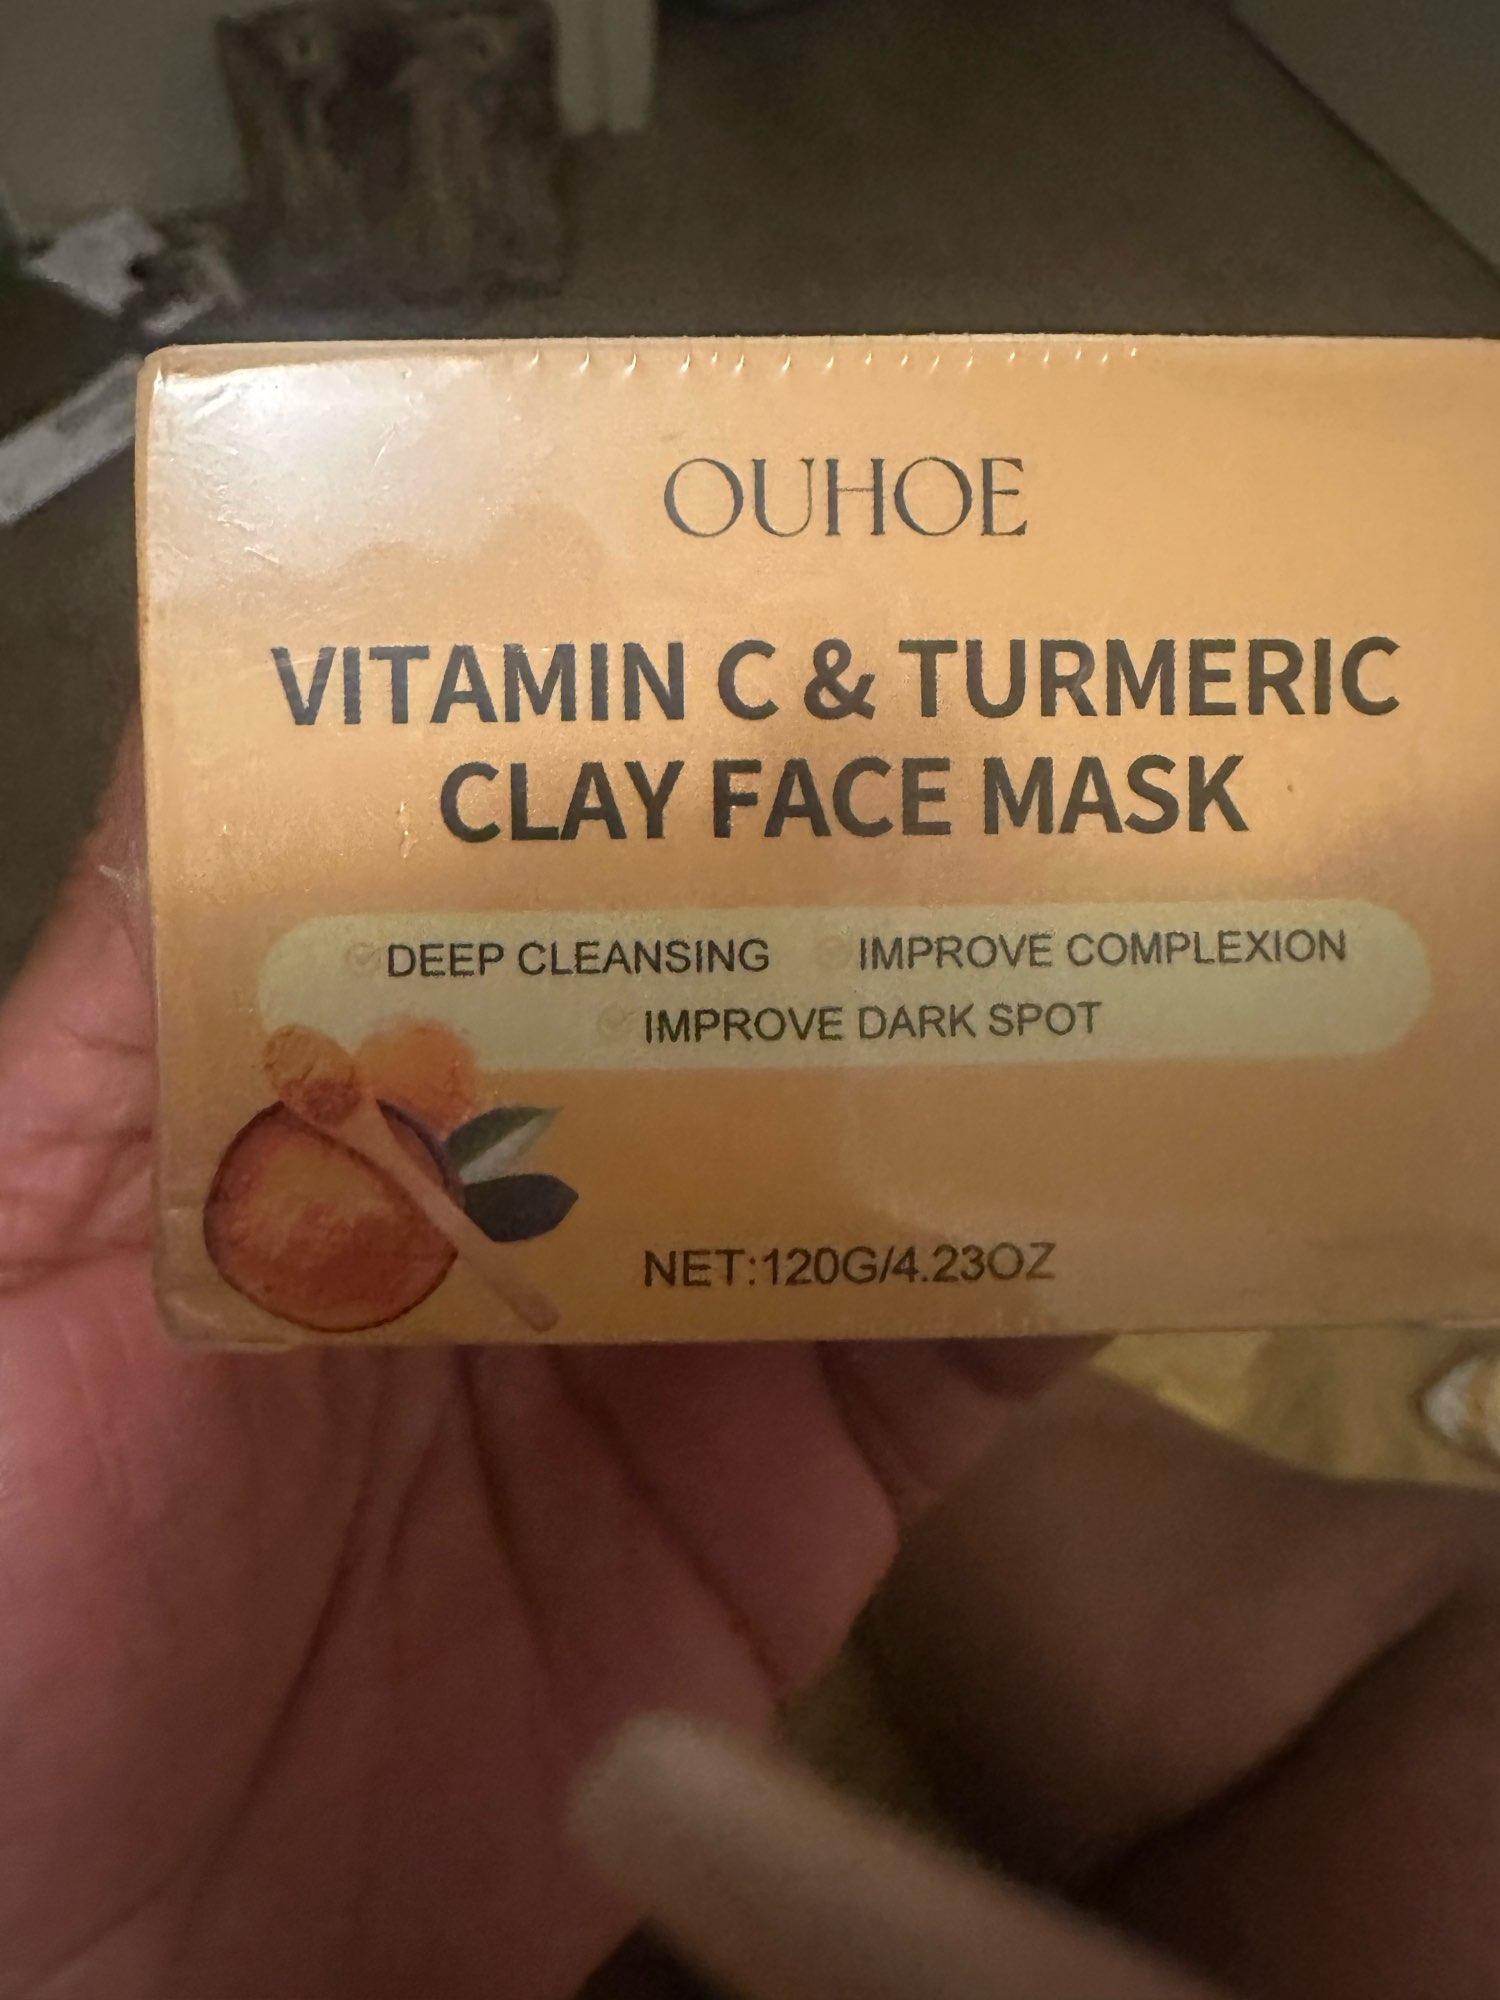 OUHOE
VITAMIN C & TURMERIC
CLAY FACE MASK
DEEP CLEANSING IMPROVE COMPLEXION
IMPROVE DARK SPOT
NET:120G/4.23OZ